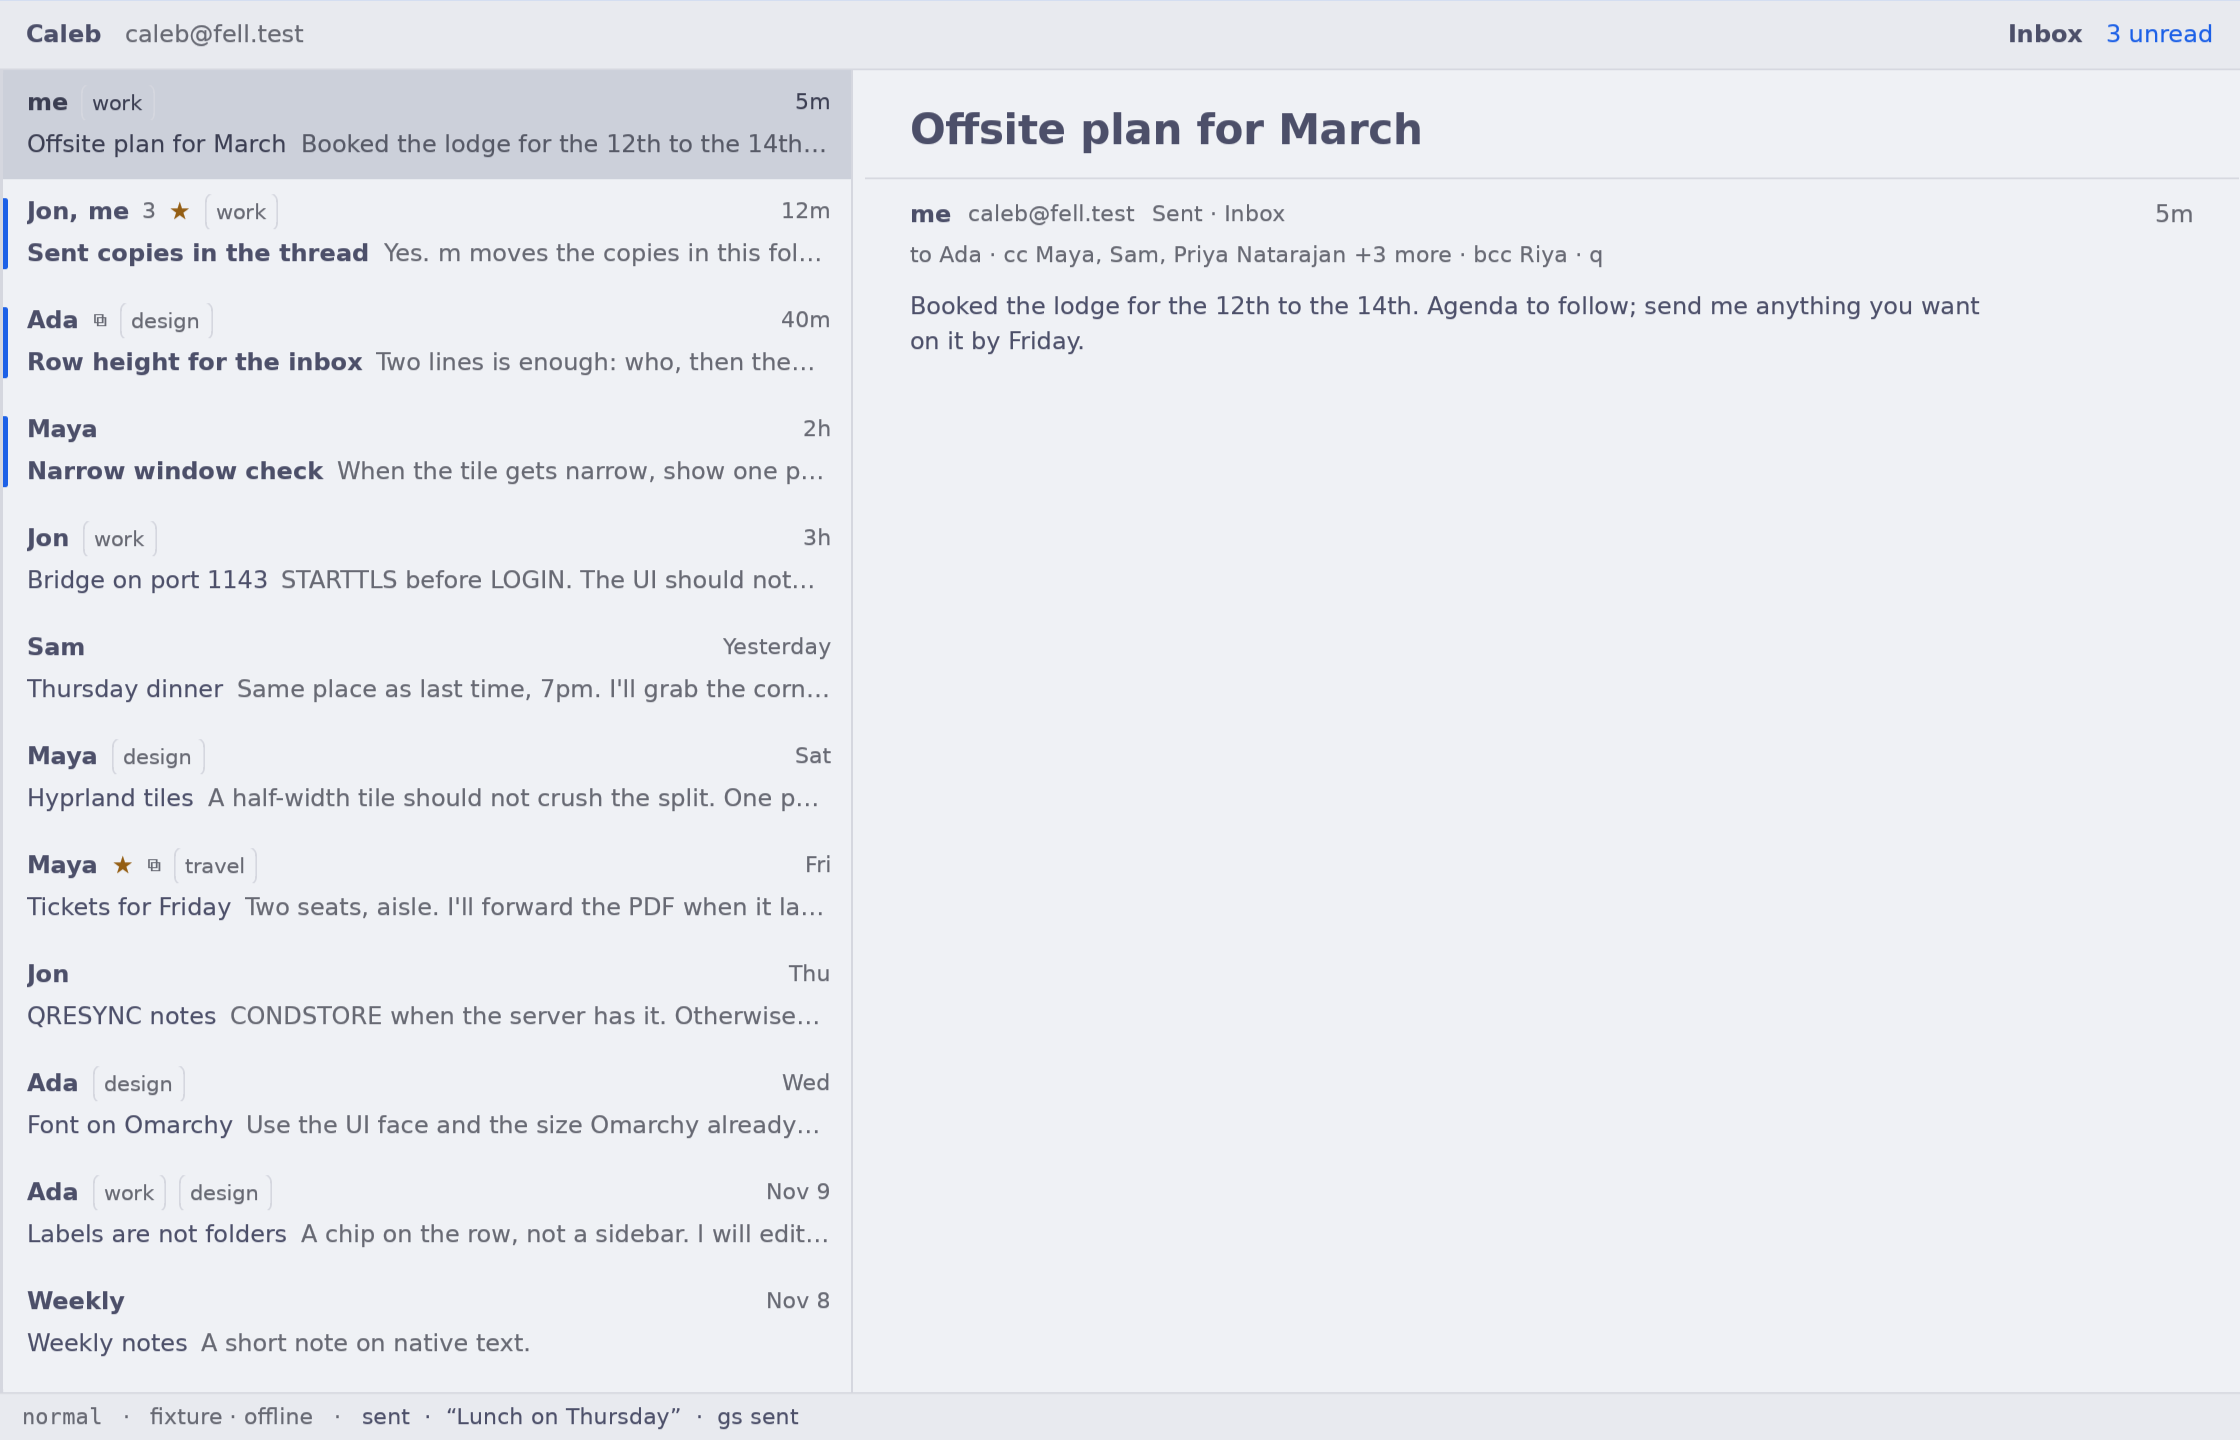 Caleb caleb@fell.test Inbox 3 unread
me work 5m
Offsite plan for March Booked the lodge for the 12th to the 14th…
Jon, me 3 ★ work 12m
Sent copies in the thread Yes. m moves the copies in this fol…
Ada design 40m
Row height for the inbox Two lines is enough: who, then the…
Maya 2h
Narrow window check When the tile gets narrow, show one p…
Jon work 3h
Bridge on port 1143 STARTTLS before LOGIN. The UI should not…
Sam Yesterday
Thursday dinner Same place as last time, 7pm. I'll grab the corn…
Maya design Sat
Hyprland tiles A half-width tile should not crush the split. One p…
Maya ★ travel Fri
Tickets for Friday Two seats, aisle. I'll forward the PDF when it la…
Jon Thu
QRESYNC notes CONDSTORE when the server has it. Otherwise…
Ada design Wed
Font on Omarchy Use the UI face and the size Omarchy already…
Ada work design Nov 9
Labels are not folders A chip on the row, not a sidebar. I will edit…
Weekly Nov 8
Weekly notes A short note on native text.
Offsite plan for March
me caleb@fell.test Sent · Inbox 5m
to Ada · cc Maya, Sam, Priya Natarajan +3 more · bcc Riya · q
Booked the lodge for the 12th to the 14th. Agenda to follow; send me anything you want
on it by Friday.
normal · fixture · offline · sent · “Lunch on Thursday” · gs sent